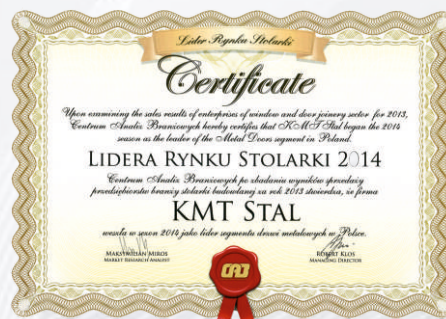 Lider Rynku Stolarki
Certificate
Upon examining the sales results of enterprises of window and door joinery sector for 2013,
Centrum Analiz Branżowych hereby certifies that KMT Stal began the 2014
season as the leader of the Metal Doors segment in Poland.
LIDERA RYNKU STOLARKI 2014
Centrum Analiz Branżowych po zbadaniu wyników sprzedaży
przedsiębiorstw branży stolarki budowlanej za rok 2013 stwierdza, że firma
KMT STAL
weszła w sezon 2014 jako lider segmentu drzwi metalowych w Polsce.
MAKSYMILIAN MIROS ROBERT KLOS
MARKET RESEARCH ANALYST MANAGING DIRECTOR
CAB